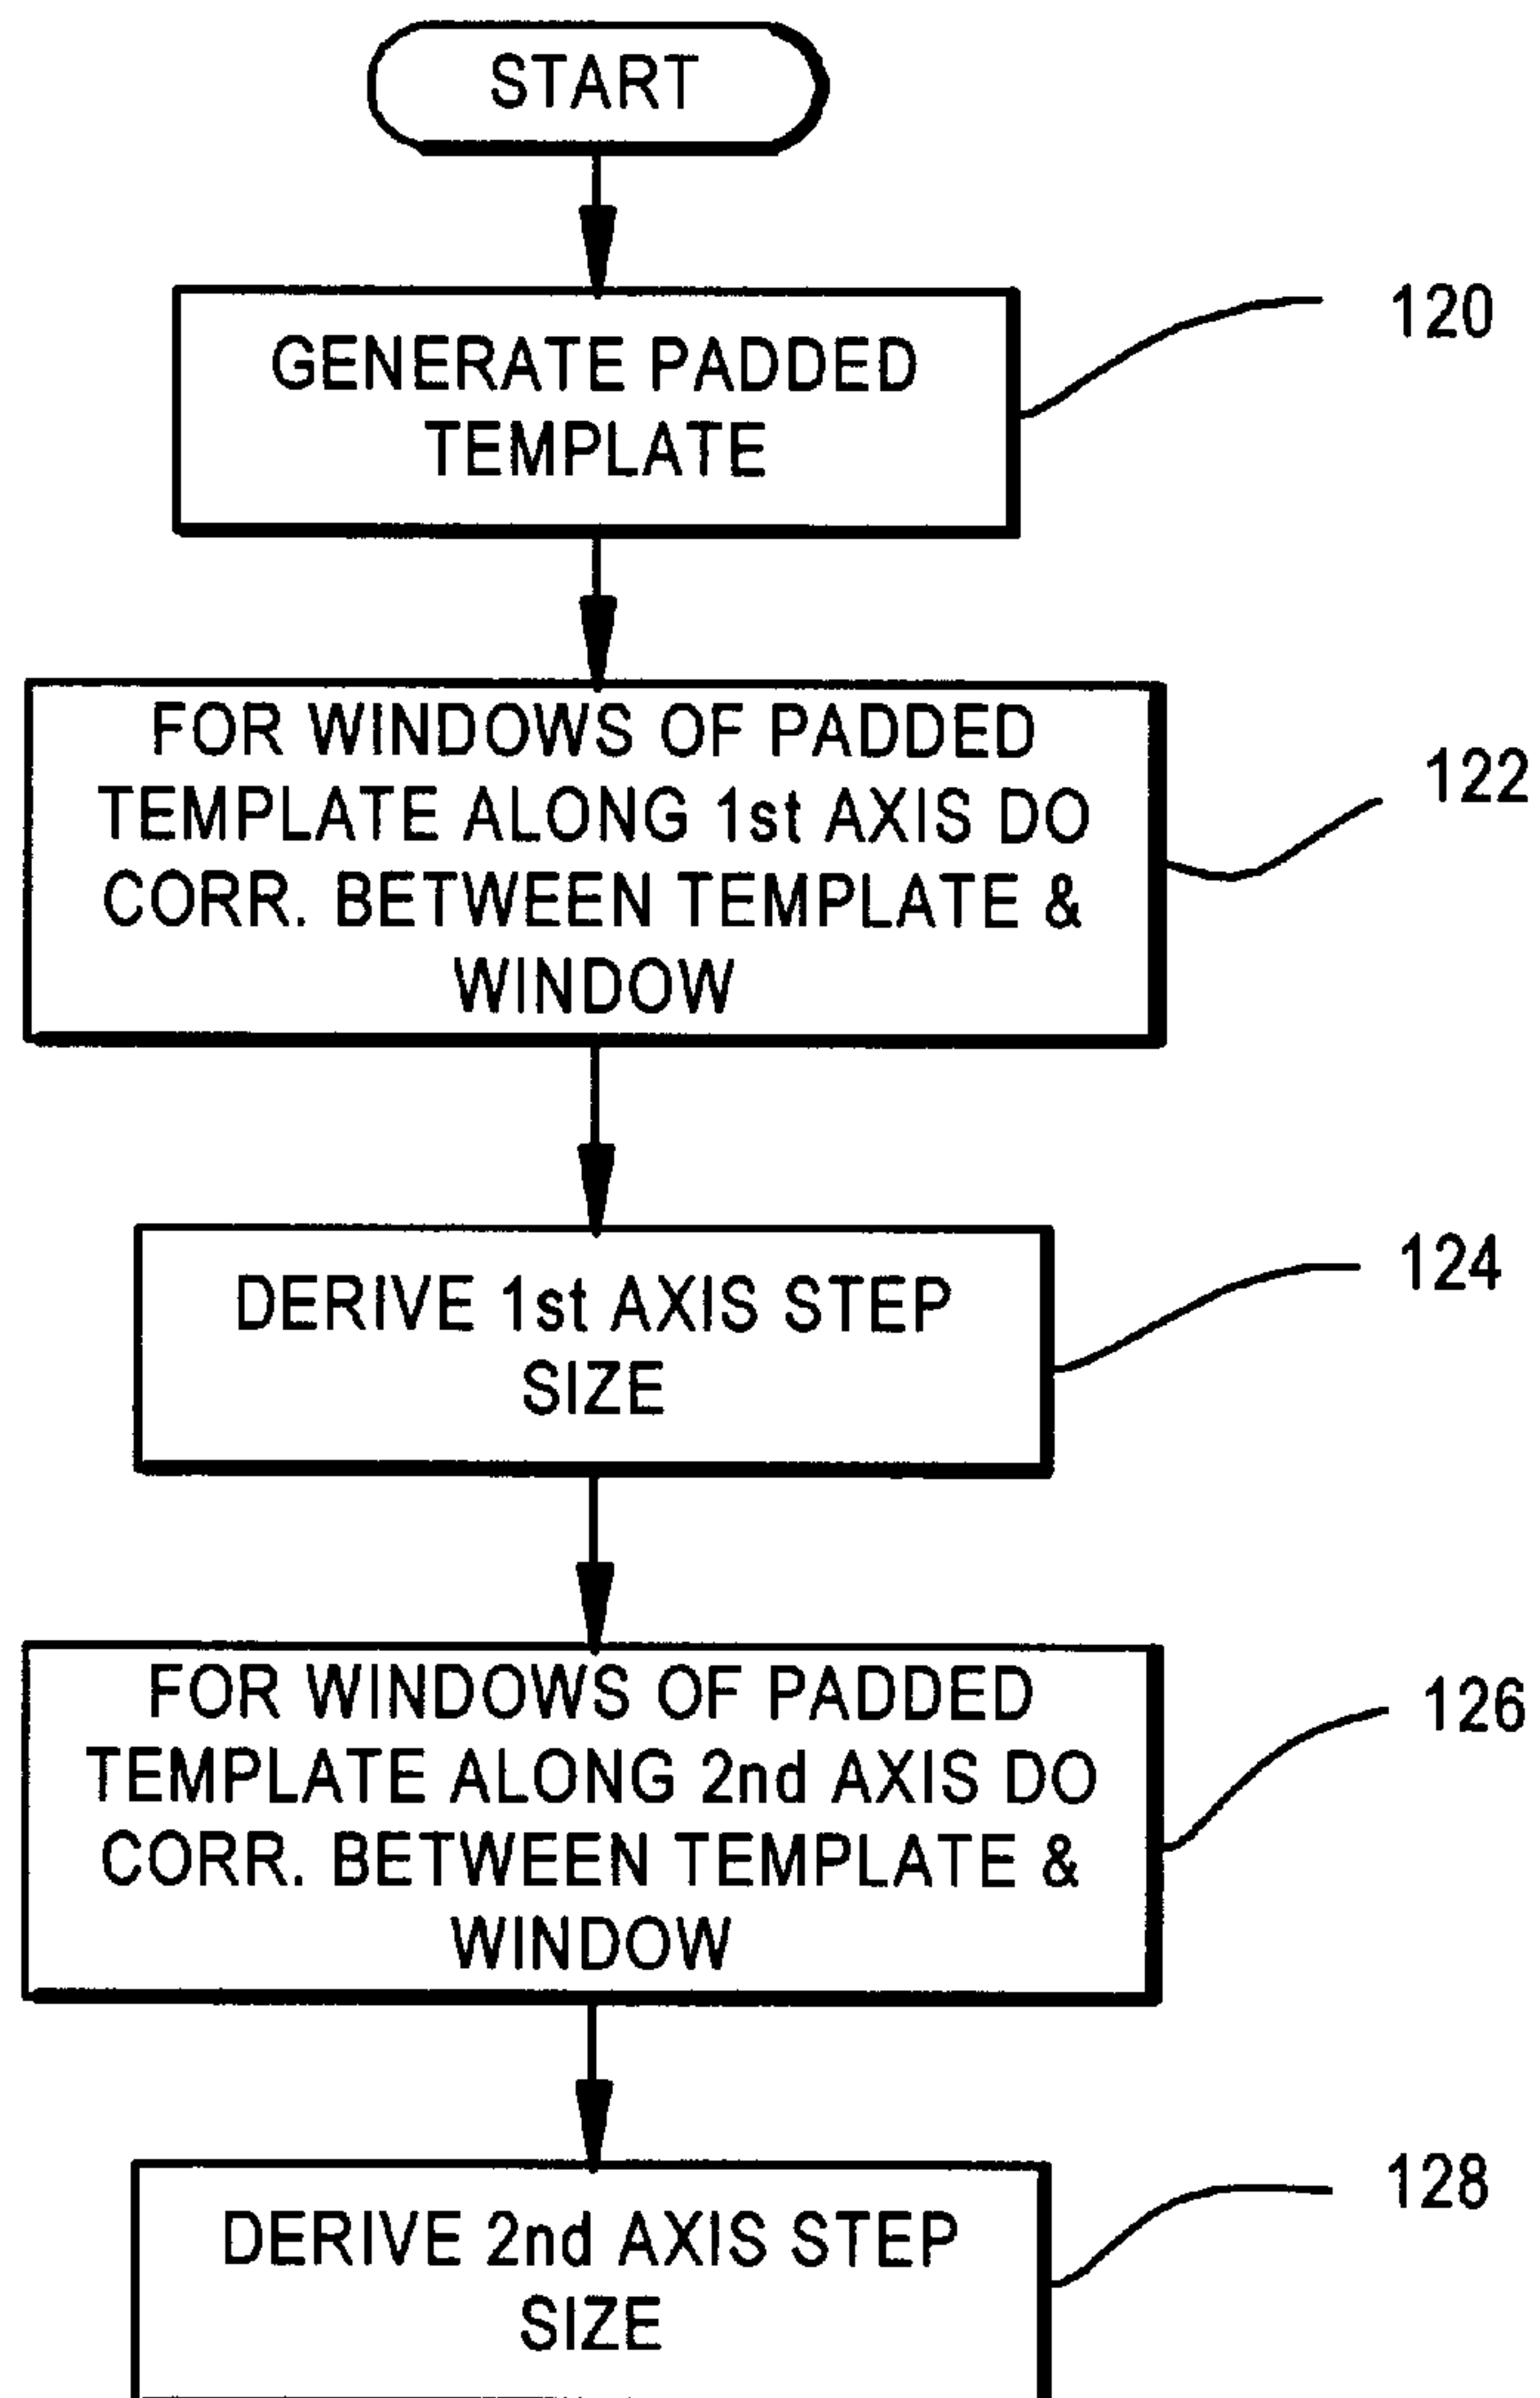 START
GENERATE PADDED
TEMPLATE
120
FOR WINDOWS OF PADDED
TEMPLATE ALONG 1st AXIS DO
CORR. BETWEEN TEMPLATE &
WINDOW
122
DERIVE 1st AXIS STEP
SIZE
124
FOR WINDOWS OF PADDED
TEMPLATE ALONG 2nd AXIS DO
CORR. BETWEEN TEMPLATE &
WINDOW
126
DERIVE 2nd AXIS STEP
SIZE
128